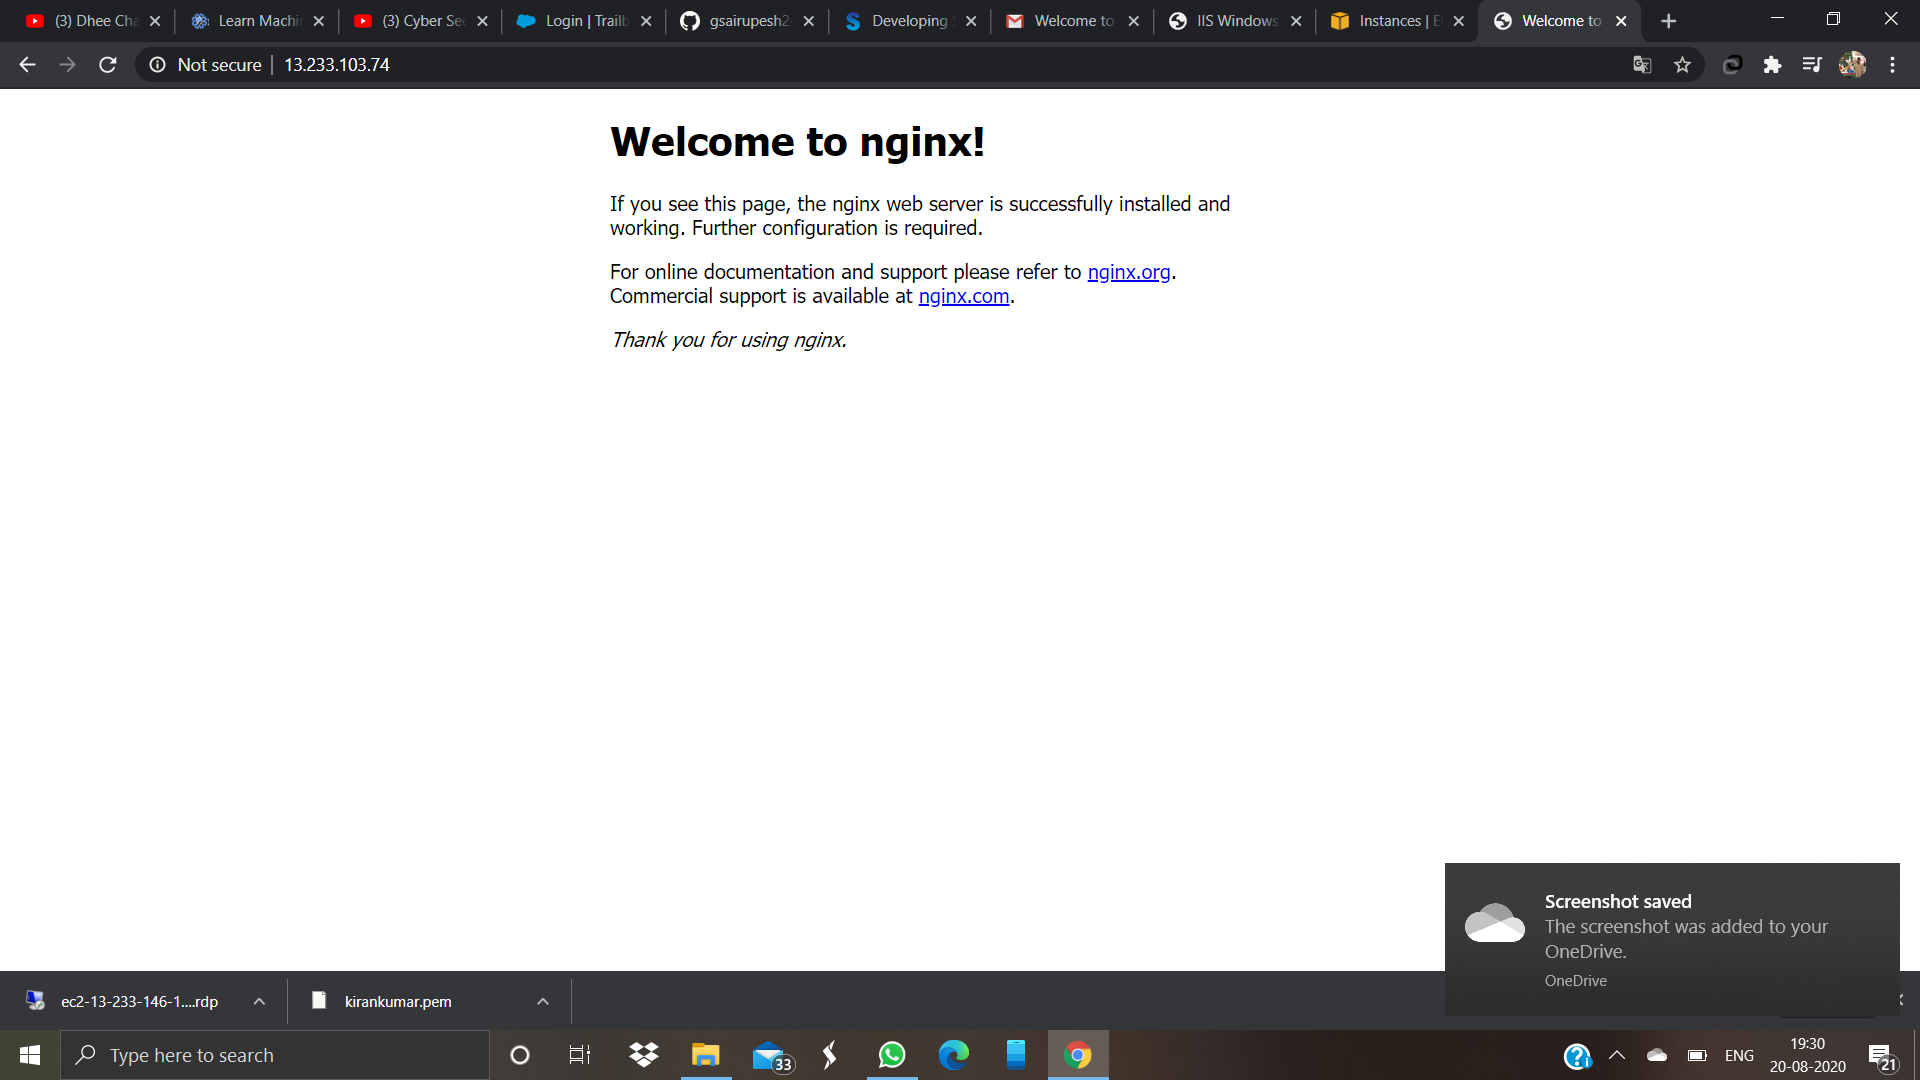 (3) Dhee Cha
Learn Machi
(3) Cyber Sec
Login | Trailb
gsairupesh24
Developing
Welcome to
IIS Windows
Instances | E
Welcome to
Not secure
13.233.103.74
Welcome to nginx!
If you see this page, the nginx web server is successfully installed and
working. Further configuration is required.
For online documentation and support please refer to nginx.org.
Commercial support is available at nginx.com.
Thank you for using nginx.
Screenshot saved
The screenshot was added to your
OneDrive.
OneDrive
ec2-13-233-146-1....rdp
kirankumar.pem
Type here to search
33
ENG
19:30
20-08-2020
21